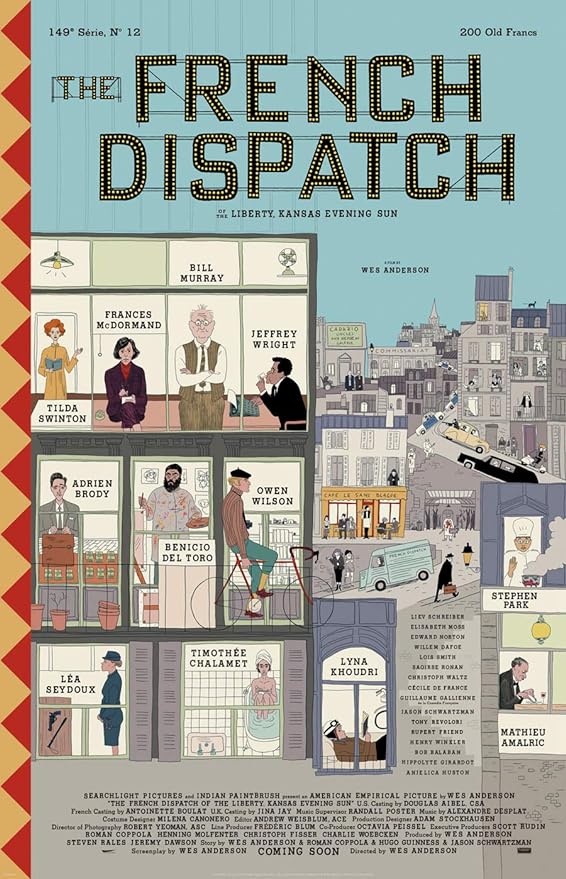 149e Série, No 12
200 Old Francs
THE FRENCH
DISPATCH
OF THE LIBERTY, KANSAS EVENING SUN
A FILM BY
WES ANDERSON
BILL
MURRAY
FRANCES
McDORMAND
JEFFREY
WRIGHT
TILDA
SWINTON
COMMISSARIAT
ADRIEN
BRODY
OWEN
WILSON
BENICIO
DEL TORO
CAFÉ LE SANS BLAGUE
FRENCH DISPATCH
STEPHEN
PARK
LÉA
SEYDOUX
TIMOTHÉE
CHALAMET
LYNA
KHOUDRI
MATHIEU
AMALRIC
LIEV SCHREIBER
ELISABETH MOSS
EDWARD NORTON
WILLEM DAFOE
LOIS SMITH
SAOIRSE RONAN
CHRISTOPH WALTZ
CÉCILE DE FRANCE
GUILLAUME GALLIENNE
de la Comédie Française
JASON SCHWARTZMAN
TONY REVOLORI
RUPERT FRIEND
HENRY WINKLER
BOB BALABAN
HIPPOLYTE GIRARDOT
ANJELICA HUSTON
SEARCHLIGHT PICTURES and INDIAN PAINTBRUSH present an AMERICAN EMPIRICAL PICTURE by WES ANDERSON
"THE FRENCH DISPATCH OF THE LIBERTY, KANSAS EVENING SUN" U.S. Casting by DOUGLAS AIBEL, CSA
French Casting by ANTOINETTE BOULAT U.K. Casting by JINA JAY Music Supervisor RANDALL POSTER Music by ALEXANDRE DESPLAT
Costume Designer MILENA CANONERO Editor ANDREW WEISBLUM, ACE Production Designer ADAM STOCKHAUSEN
Director of Photography ROBERT YEOMAN, ASC Line Producer FRÉDÉRIC BLUM Co-Producer OCTAVIA PEISSEL Executive Producers SCOTT RUDIN
ROMAN COPPOLA HENNING MOLFENTER CHRISTOPH FISSER CHARLIE WOEBCKEN Produced by WES ANDERSON
STEVEN RALES JEREMY DAWSON Story by WES ANDERSON & ROMAN COPPOLA & HUGO GUINNESS & JASON SCHWARTZMAN
Screenplay by WES ANDERSON COMING SOON Directed by WES ANDERSON